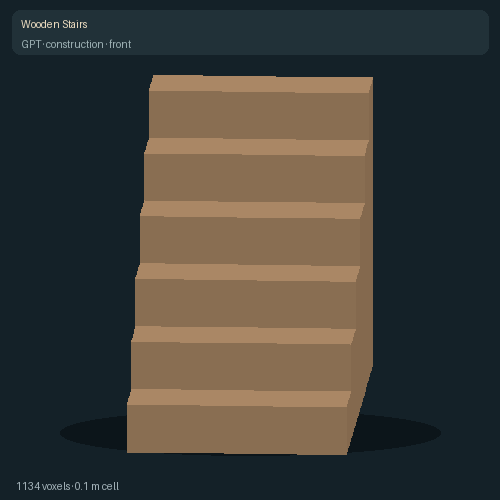 Wooden Stairs
GPT · construction · front
1134 voxels · 0.1 m cell